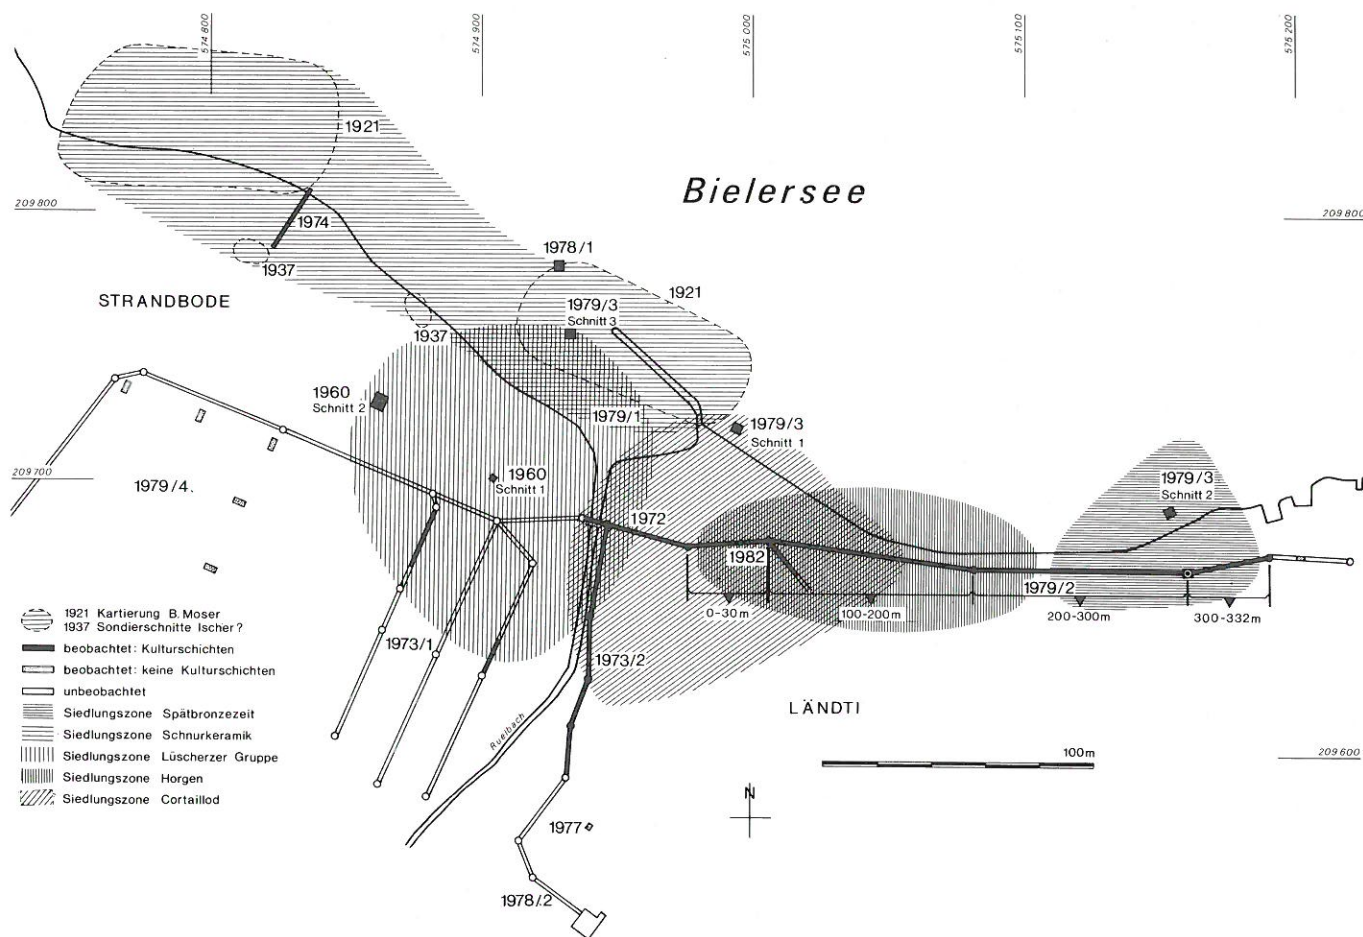 574 800
574 900
575 000
575 100
575 200
1921
Bielersee
209 800
209 800
1974
1937
1978/1
STRANDBODE
1921
1979/3
Schnitt 3
1937
1960
Schnitt 2
1979/1
1979/3
Schnitt 1
209 700
209 700
1979/4.
1960
Schnitt 1
1979/3
Schnitt 2
1972
1982
1979/2
0-30m
100-200m
200-300m
300-332m
1921 Kartierung B. Moser
1937 Sondierschnitte Ischer?
beobachtet: Kulturschichten
beobachtet: keine Kulturschichten
unbeobachtet
Siedlungszone Spätbronzezeit
Siedlungszone Schnurkeramik
Siedlungszone Lüscherzer Gruppe
Siedlungszone Horgen
Siedlungszone Cortaillod
1973/1
1973/2
LÄNDTI
Ruelbach
100m
209 600
N
1977
1978/2